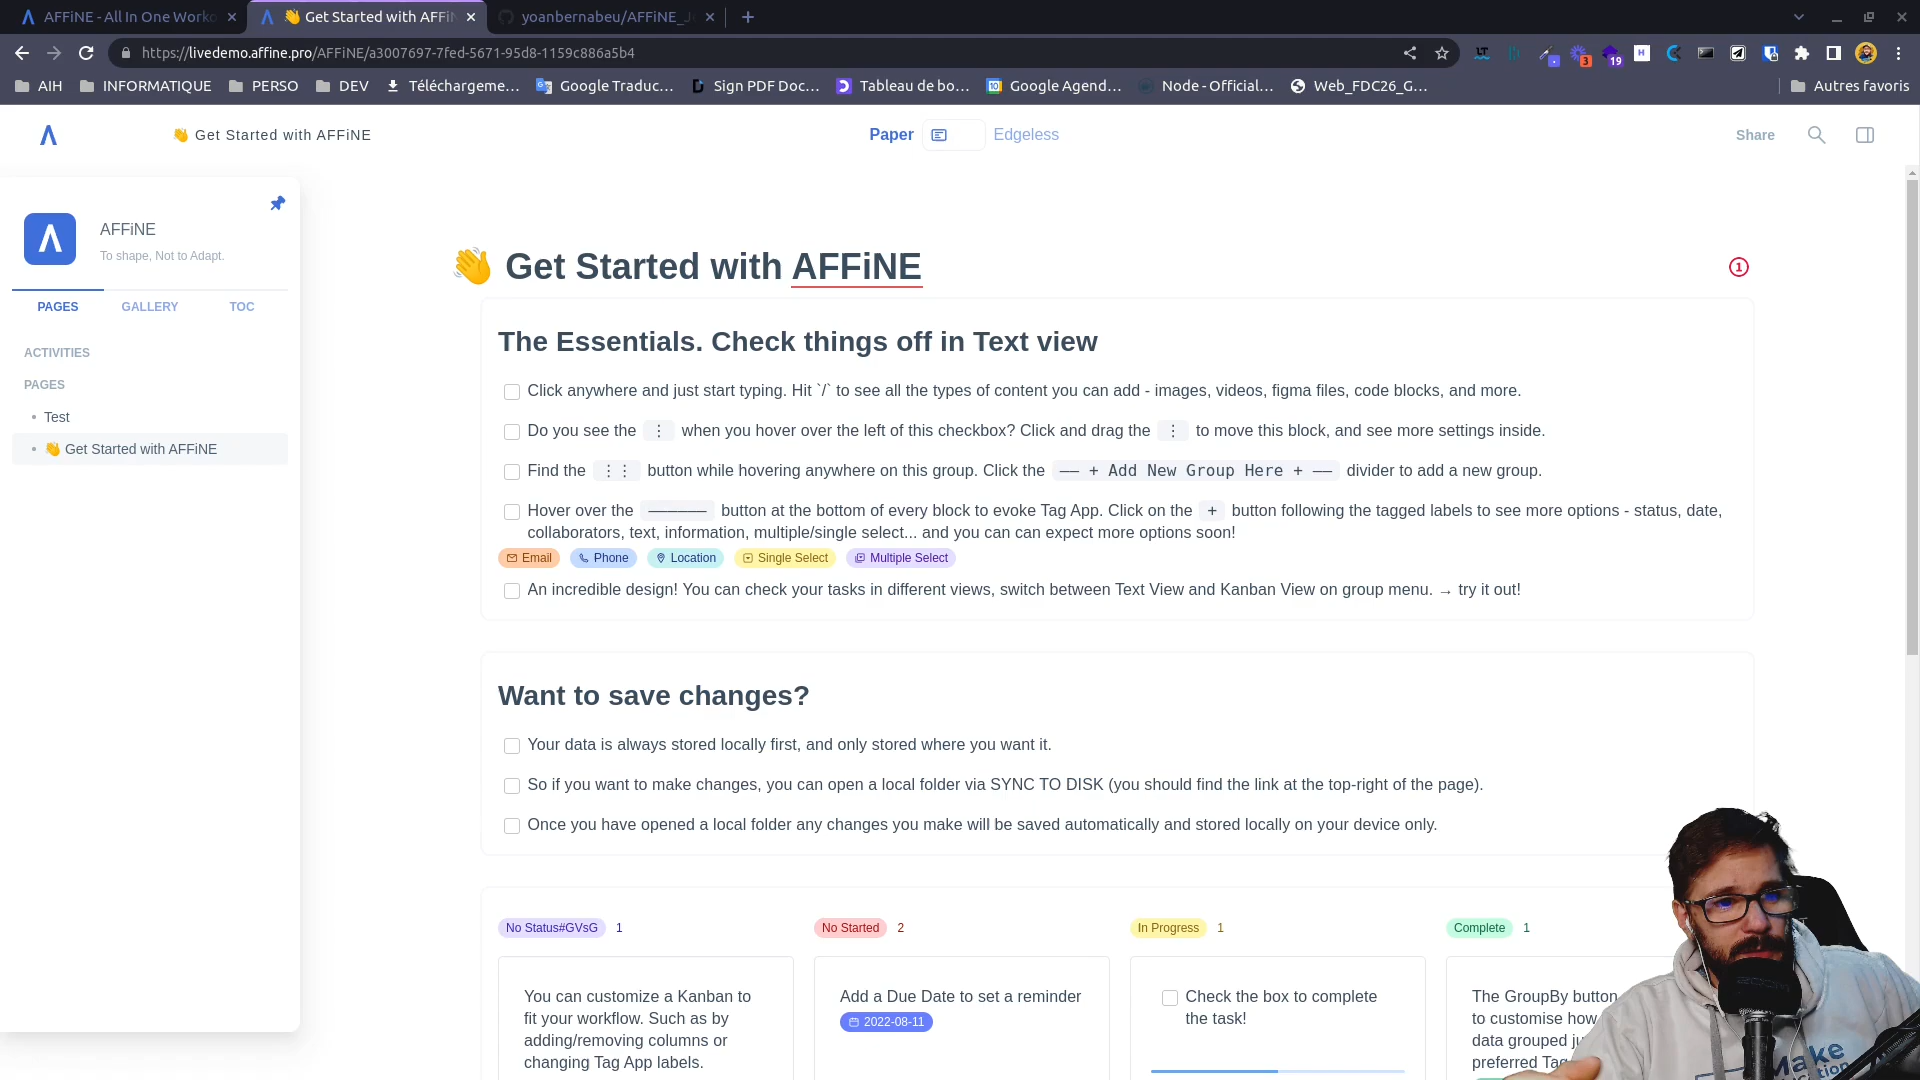 AFFiNE - All In One Worko
👋 Get Started with AFFiN
yoanbernabeu/AFFiNE_J
https://livedemo.affine.pro/AFFiNE/a3007697-7fed-5671-95d8-1159c886a5b4
3
19
AIH
INFORMATIQUE
PERSO
DEV
Téléchargeme...
Google Traduc...
Sign PDF Doc...
Tableau de bo...
Google Agend...
Node - Official...
Web_FDC26_G...
Autres favoris
👋 Get Started with AFFiNE
Paper
Edgeless
Share
AFFiNE
To shape, Not to Adapt.
PAGES
GALLERY
TOC
ACTIVITIES
PAGES
Test
👋 Get Started with AFFiNE
👋 Get Started with AFFiNE
1
The Essentials. Check things off in Text view
Click anywhere and just start typing. Hit `/` to see all the types of content you can add - images, videos, figma files, code blocks, and more.
Do you see the ⋮ when you hover over the left of this checkbox? Click and drag the ⋮ to move this block, and see more settings inside.
Find the ⋮⋮ button while hovering anywhere on this group. Click the —— + Add New Group Here + —— divider to add a new group.
Hover over the —————— button at the bottom of every block to evoke Tag App. Click on the + button following the tagged labels to see more options - status, date,
collaborators, text, information, multiple/single select... and you can can expect more options soon!
Email
Phone
Location
Single Select
Multiple Select
An incredible design! You can check your tasks in different views, switch between Text View and Kanban View on group menu. → try it out!
Want to save changes?
Your data is always stored locally first, and only stored where you want it.
So if you want to make changes, you can open a local folder via SYNC TO DISK (you should find the link at the top-right of the page).
Once you have opened a local folder any changes you make will be saved automatically and stored locally on your device only.
No Status#GVsG 1
No Started 2
In Progress 1
Complete 1
You can customize a Kanban to
fit your workflow. Such as by
adding/removing columns or
changing Tag App labels.
Add a Due Date to set a reminder
2022-08-11
Check the box to complete
the task!
The GroupBy button
to customise how
data grouped
preferred Tag
Make